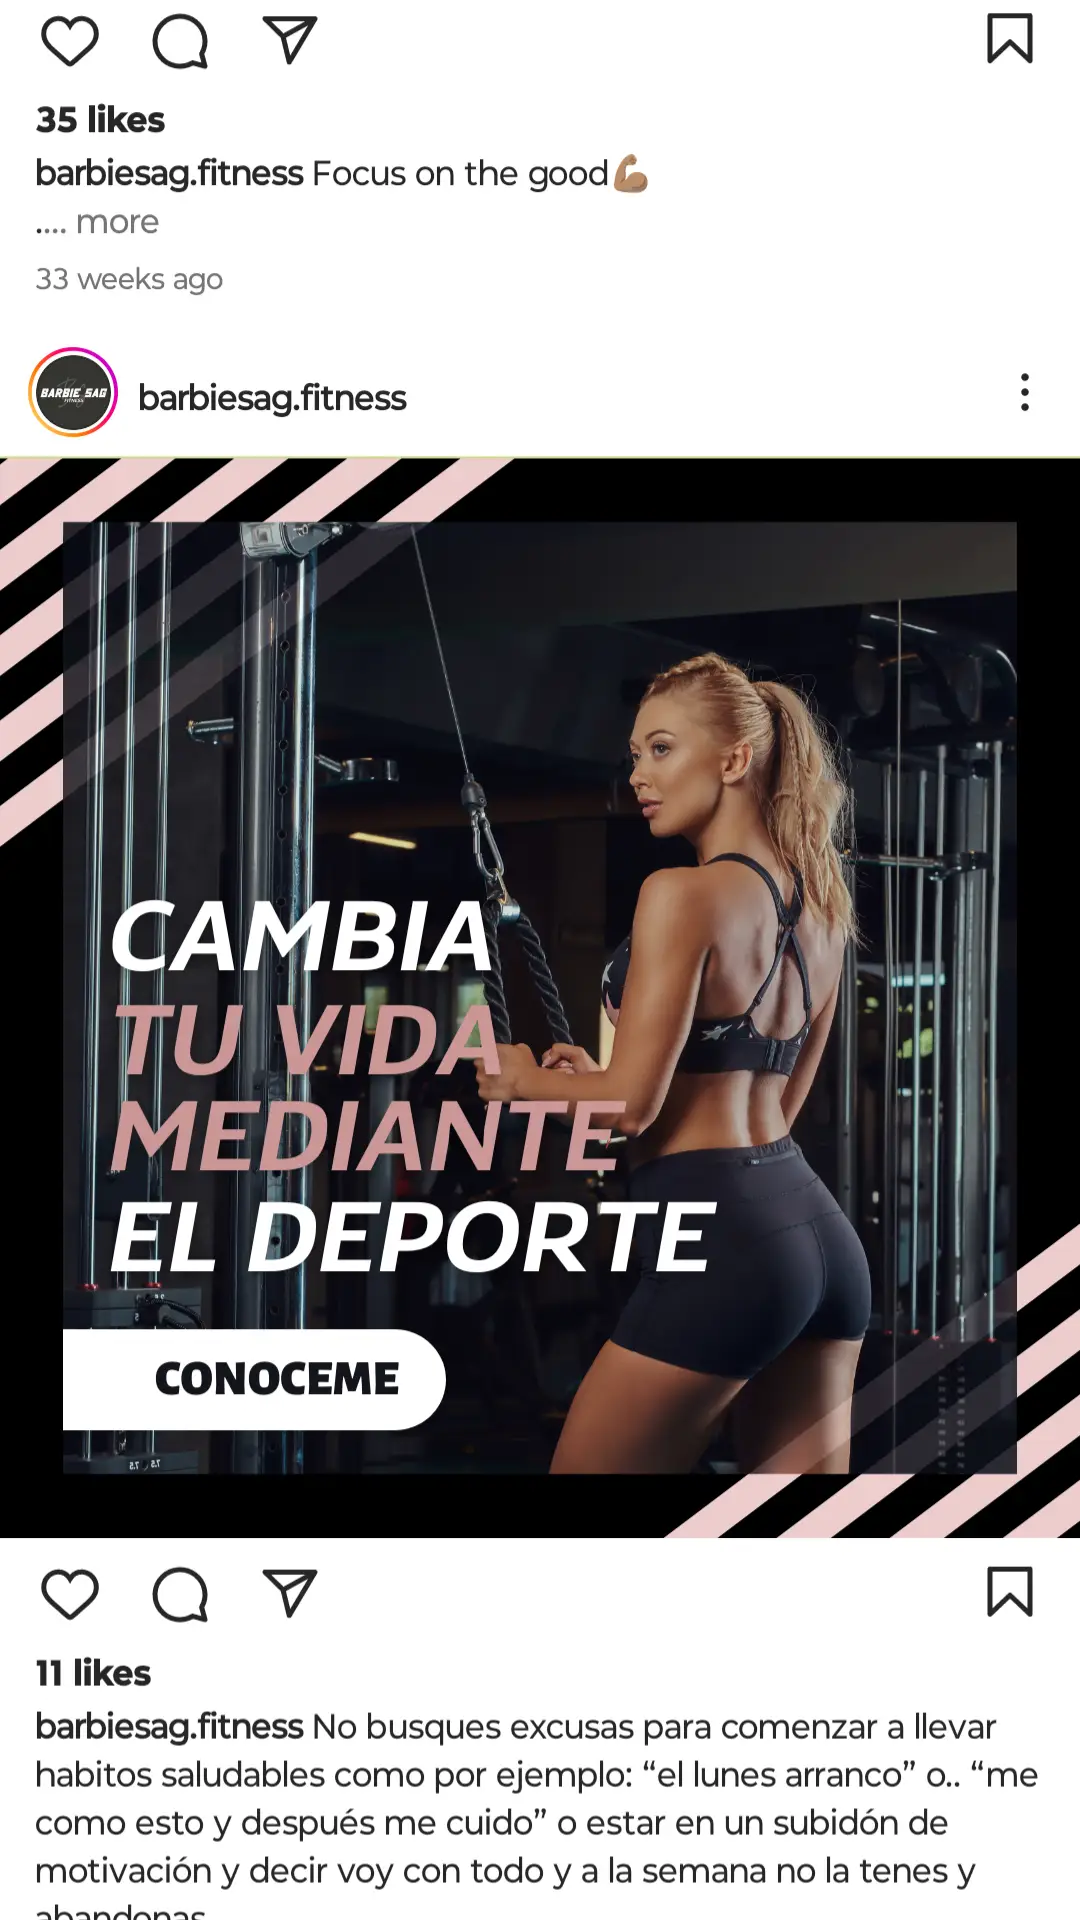 35 likes
barbiesag.fitness Focus on the good💪🏽
.... more
33 weeks ago
BARBIE SAG
FITNESS
barbiesag.fitness
CAMBIA
TU VIDA
MEDIANTE
EL DEPORTE
CONOCEME
11 likes
barbiesag.fitness No busques excusas para comenzar a llevar
habitos saludables como por ejemplo: “el lunes arranco” o.. “me
como esto y después me cuido” o estar en un subidón de
motivación y decir voy con todo y a la semana no la tenes y
abandonas